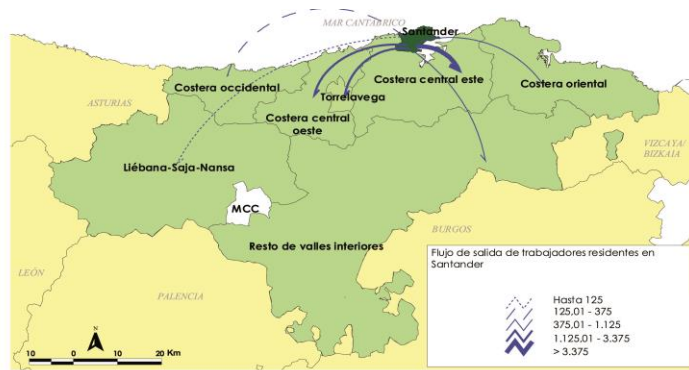 MAR CANTÁBRICO
Santander
Costera central este
Costera oriental
Costera occidental
Torrelavega
ASTURIAS
Costera central
oeste
VIZCAYA/
BIZKAIA
Liébana-Saja-Nansa
MCC
BURGOS
Resto de valles interiores
LEÓN
PALENCIA
Flujo de salida de trabajadores residentes en
Santander
Hasta 125
125,01 - 375
375,01 - 1.125
1.125,01 - 3.375
> 3.375
N
10 0 10 20 Km